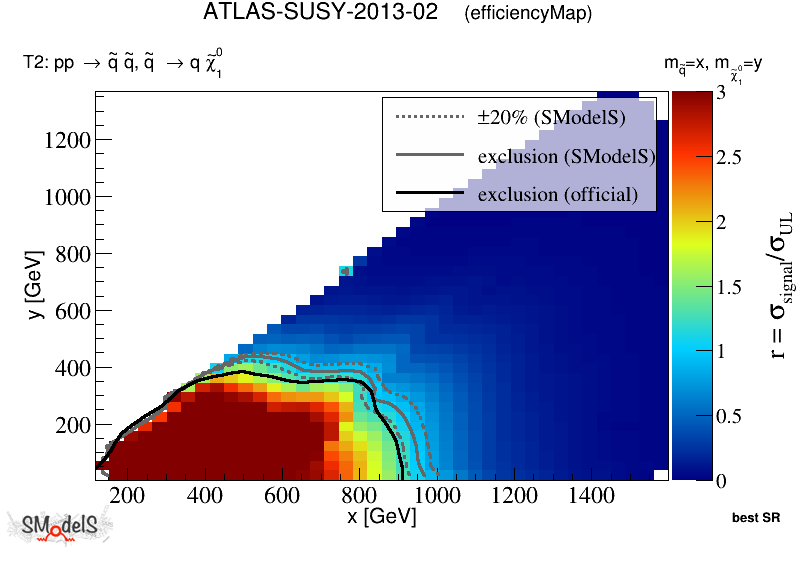 ATLAS-SUSY-2013-02 (efficiencyMap)
T2: pp → q̃ q̃, q̃ → q χ̃⁰₁
m_q̃=x, m_χ̃⁰₁=y
±20% (SModelS)
exclusion (SModelS)
exclusion (official)
y [GeV]
1200
1000
800
600
400
200
200 400 600 800 1000 1200 1400
x [GeV]
3
2.5
2
1.5
1
0.5
0
r = σ_signal/σ_UL
best SR
SModelS